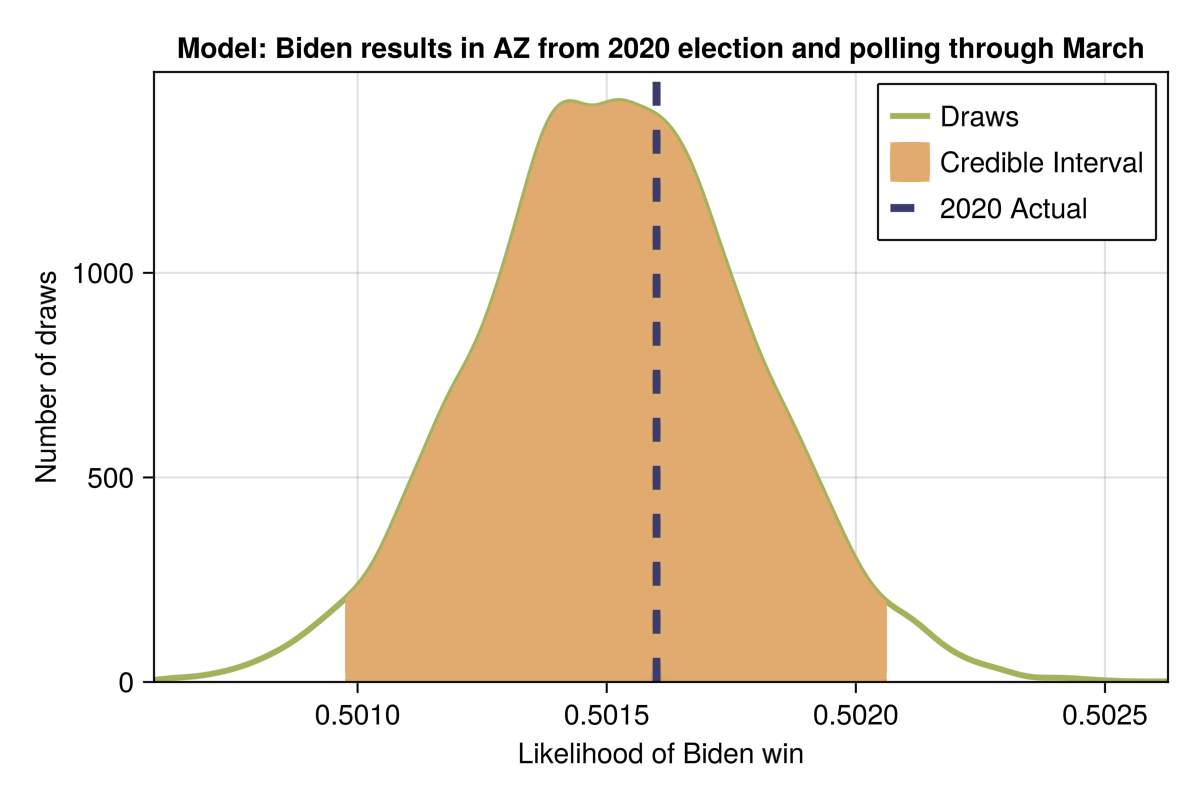 Model: Biden results in AZ from 2020 election and polling through March
Draws
Credible Interval
2020 Actual
Number of draws
1000
500
0
0.5010 0.5015 0.5020 0.5025
Likelihood of Biden win